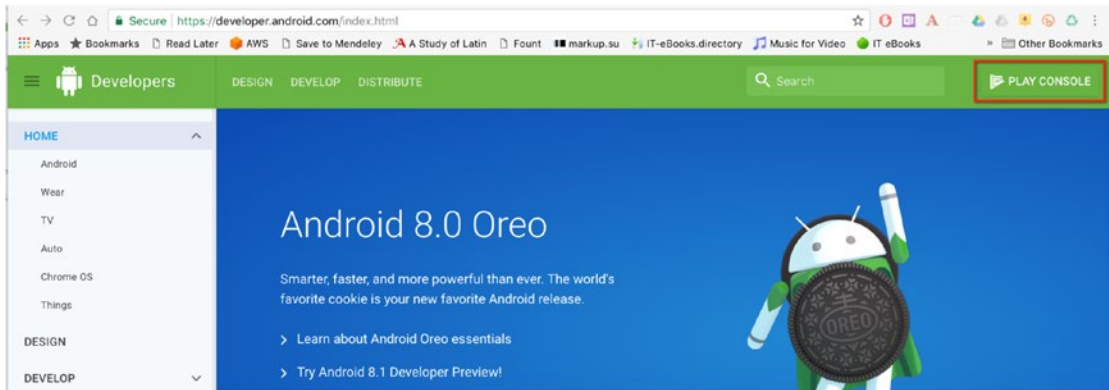 Secure https://developer.android.com/index.html
Apps Bookmarks Read Later AWS Save to Mendeley A Study of Latin Fount markup.su IT-eBooks.directory Music for Video IT eBooks » Other Bookmarks
Developers DESIGN DEVELOP DISTRIBUTE Search PLAY CONSOLE
HOME
Android
Wear
TV
Auto
Chrome OS
Things
DESIGN
DEVELOP
Android 8.0 Oreo
Smarter, faster, and more powerful than ever. The world's
favorite cookie is your new favorite Android release.
Learn about Android Oreo essentials
Try Android 8.1 Developer Preview!
OREO